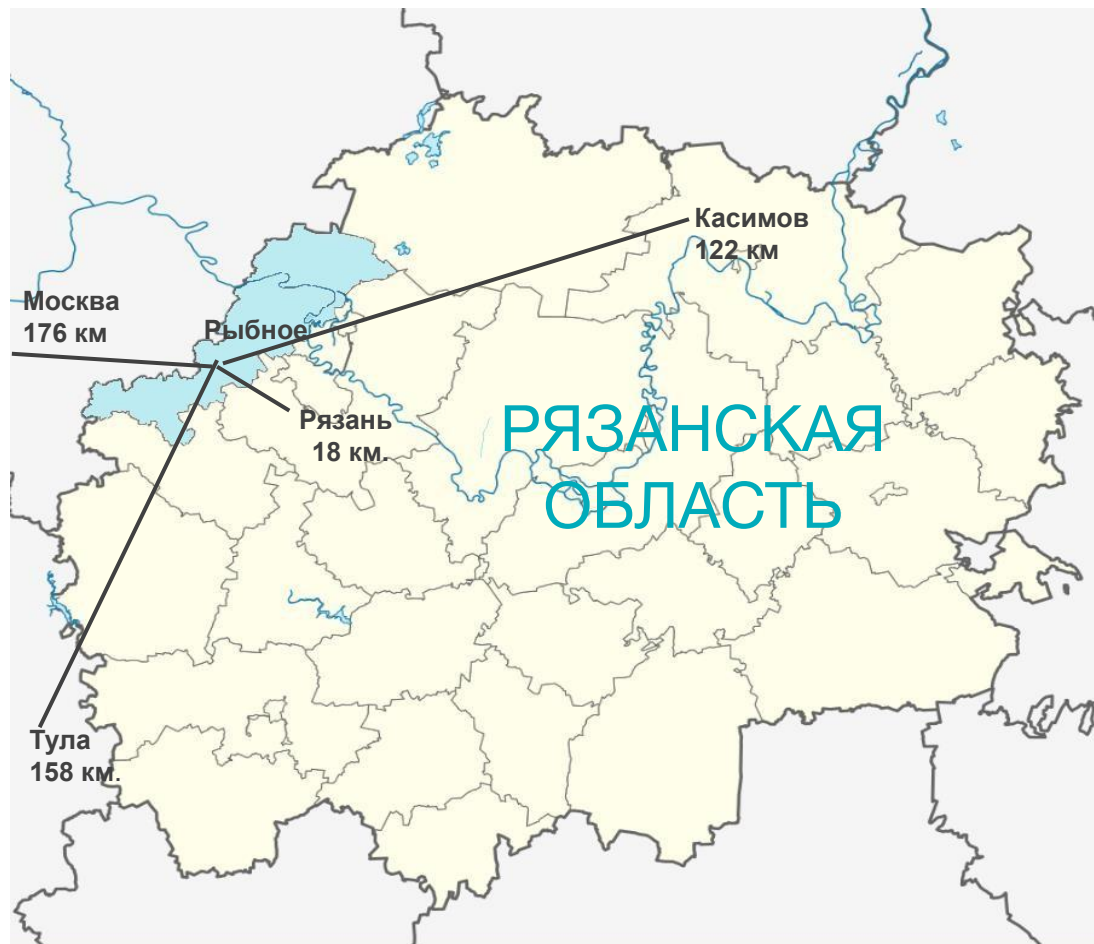 Касимов
122 км
Москва
176 км
Рыбное
Рязань
18 км.
РЯЗАНСКАЯ
ОБЛАСТЬ
Тула
158 км.